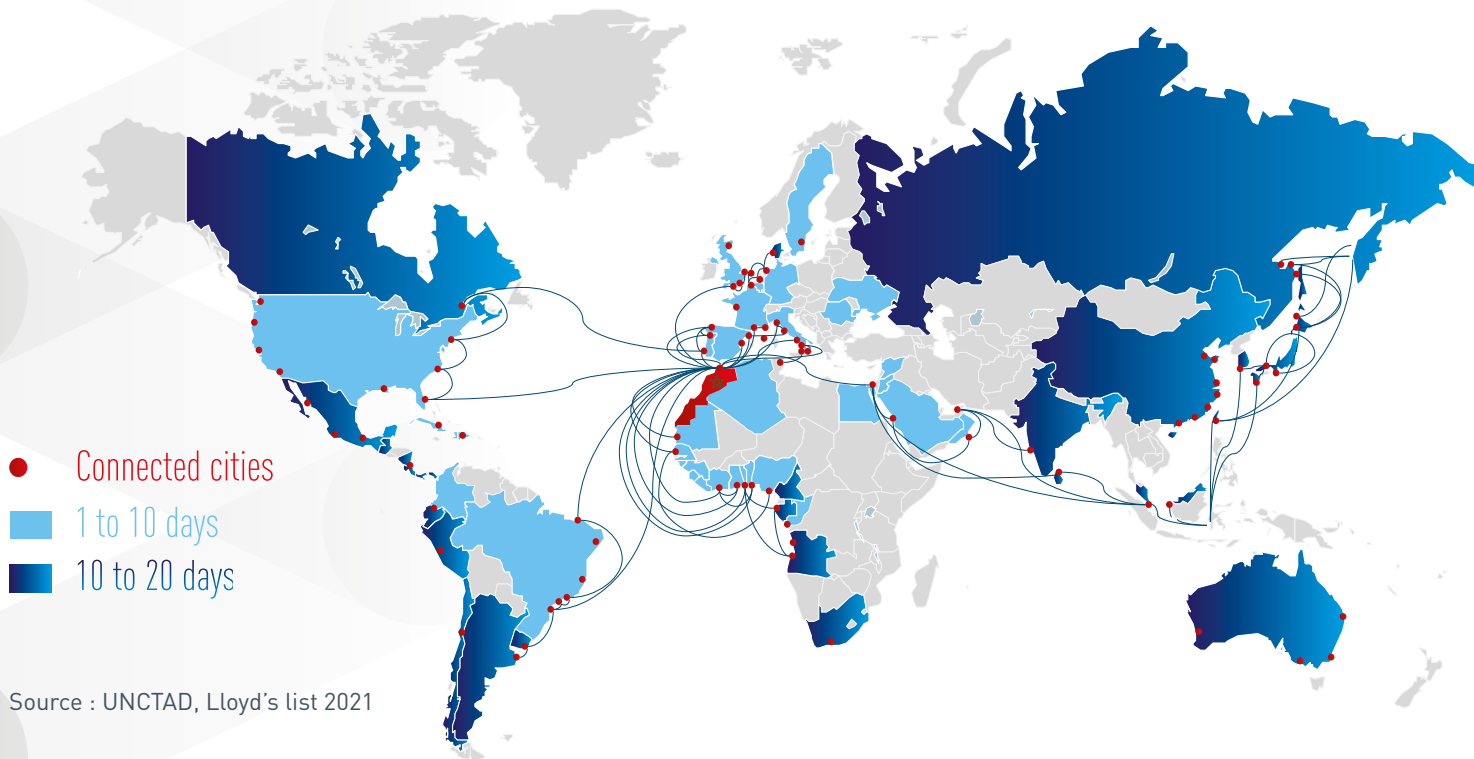 Connected cities
1 to 10 days
10 to 20 days
Source : UNCTAD, Lloyd’s list 2021